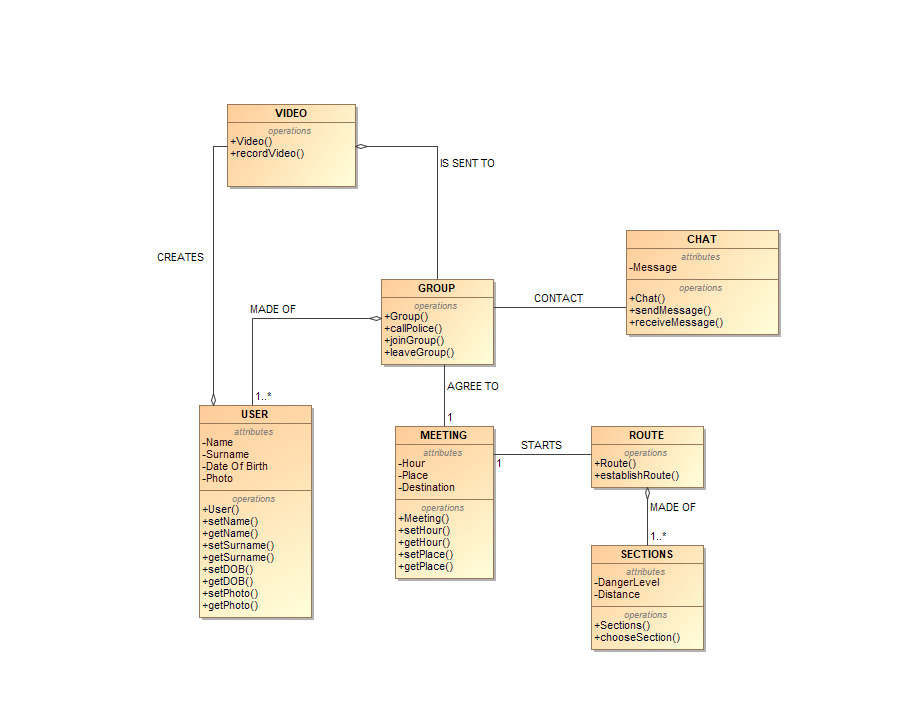 VIDEO
operations
+Video()
+recordVideo()
IS SENT TO
CREATES
CHAT
attributes
-Message
operations
+Chat()
+sendMessage()
+receiveMessage()
CONTACT
GROUP
operations
+Group()
+callPolice()
+joinGroup()
+leaveGroup()
MADE OF
1..*
AGREE TO
1
USER
attributes
-Name
-Surname
-Date Of Birth
-Photo
operations
+User()
+setName()
+getName()
+setSurname()
+getSurname()
+setDOB()
+getDOB()
+setPhoto()
+getPhoto()
MEETING
attributes
-Hour
-Place
-Destination
operations
+Meeting()
+setHour()
+getHour()
+setPlace()
+getPlace()
STARTS
1
ROUTE
operations
+Route()
+establishRoute()
MADE OF
1..*
SECTIONS
attributes
-DangerLevel
-Distance
operations
+Sections()
+chooseSection()